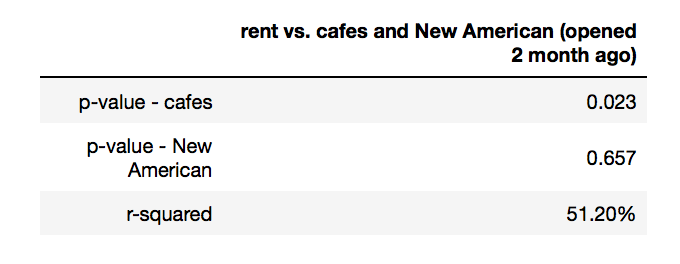 rent vs. cafes and New American (opened
2 month ago)
p-value - cafes 0.023
p-value - New
American 0.657
r-squared 51.20%